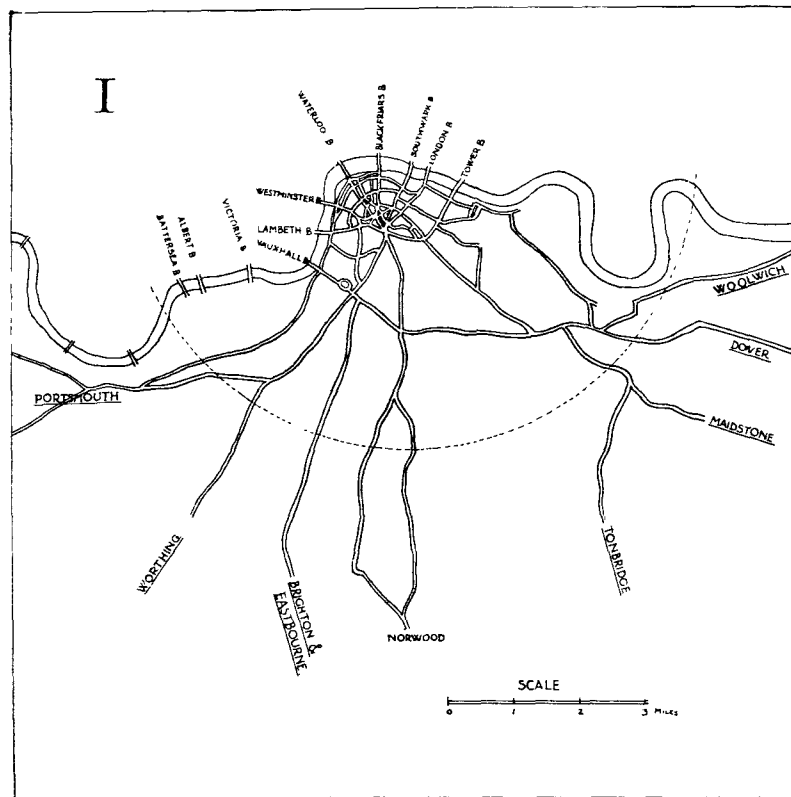 I
WATERLOO B
BLACKFRIARS B
SOUTHWARK B
LONDON B
TOWER B
WESTMINSTER B
LAMBETH B
VAUXHALL B
VICTORIA B
ALBERT B
BATTERSEA B
WOOLWICH
DOVER
PORTSMOUTH
MAIDSTONE
WORTHING
BRIGHTON &
EASTBOURNE
TONBRIDGE
NORWOOD
SCALE
0 1 2 3 MILES